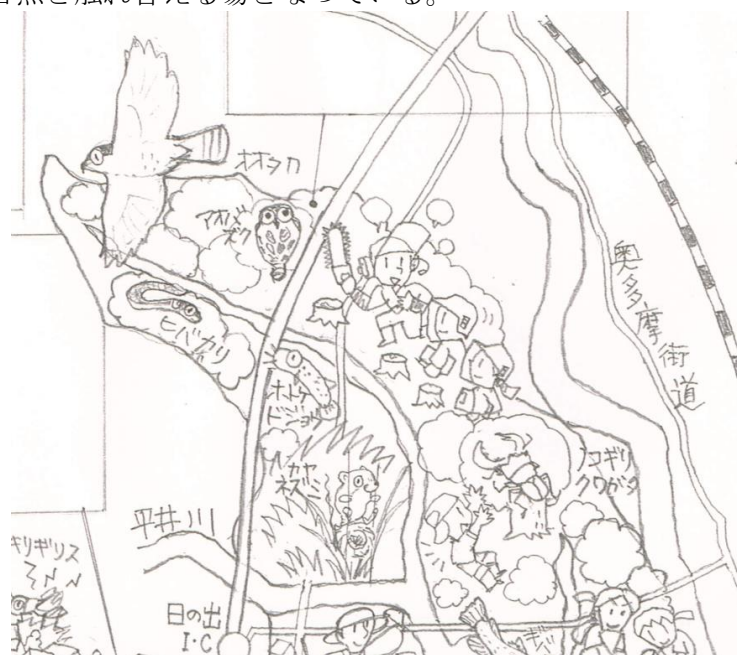 自然と触れ合える場となっている。
オオタカ
アオバ
ズク
ヒバカリ
ホトケ
ドジョウ
カヤ
ネズミ
ノコギリ
クワガタ
奥多摩街道
平井川
キリギリス
日の出
I・C
ギバチ